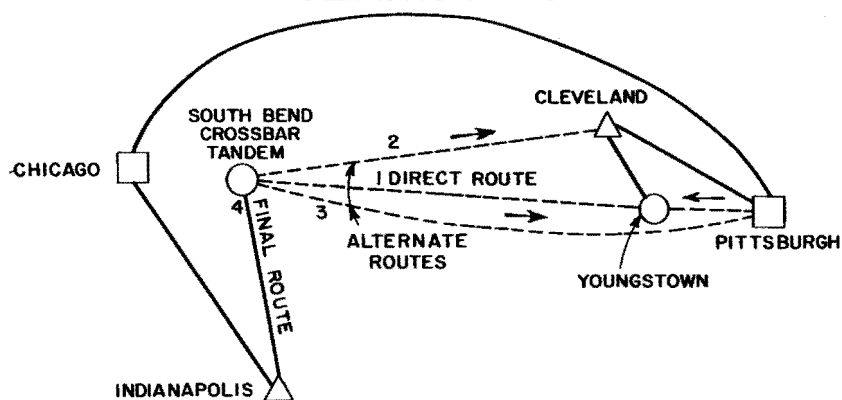 CLEVELAND
SOUTH BEND
CROSSBAR
TANDEM
2
CHICAGO
1 DIRECT ROUTE
4
3
FINAL ROUTE
ALTERNATE
ROUTES
PITTSBURGH
YOUNGSTOWN
INDIANAPOLIS